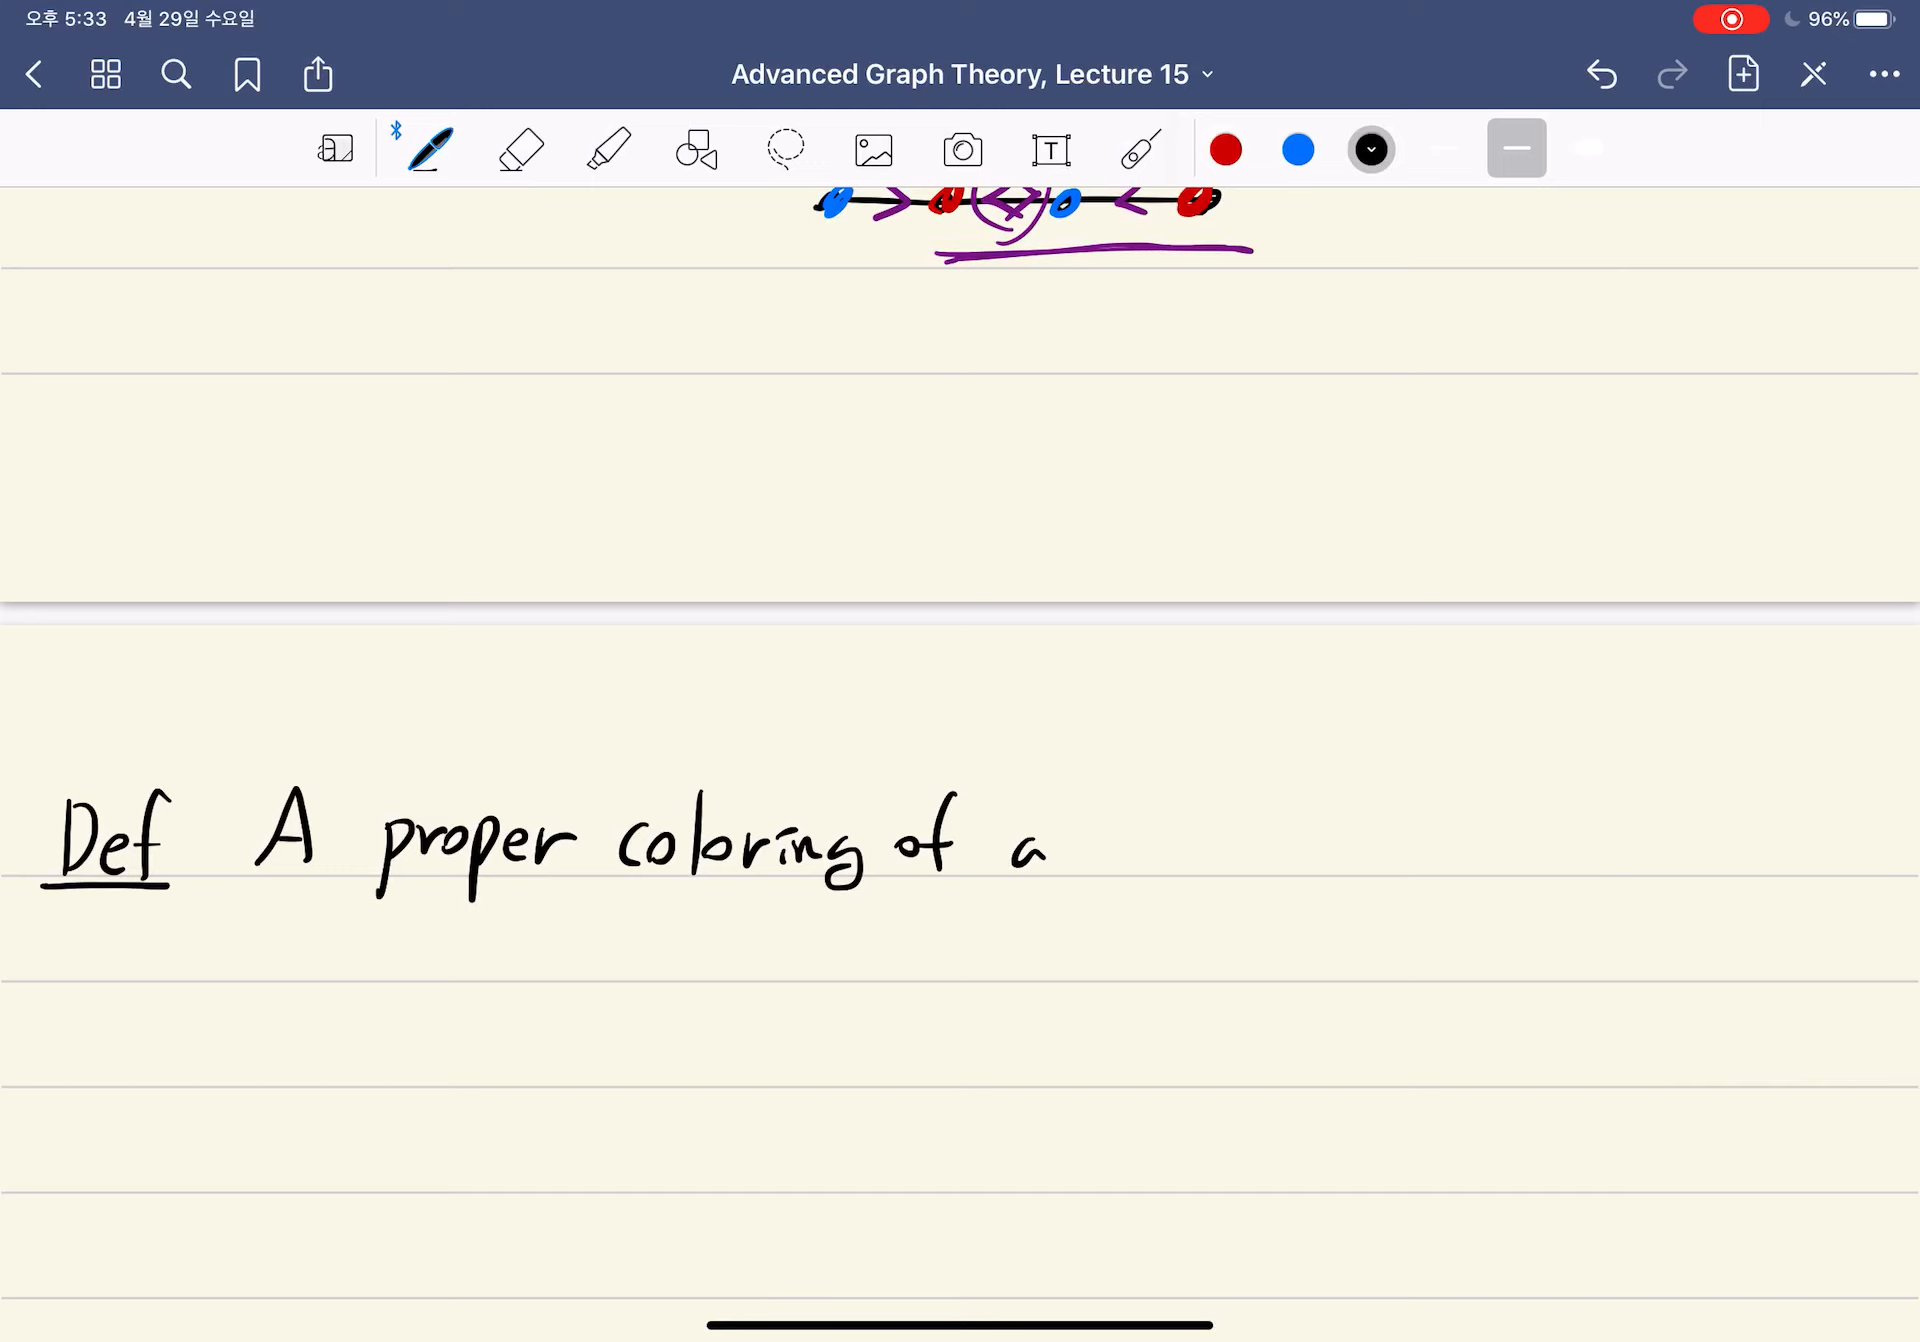 오후 5:33 4월 29일 수요일 96%
Advanced Graph Theory, Lecture 15
Def A proper coloring of a